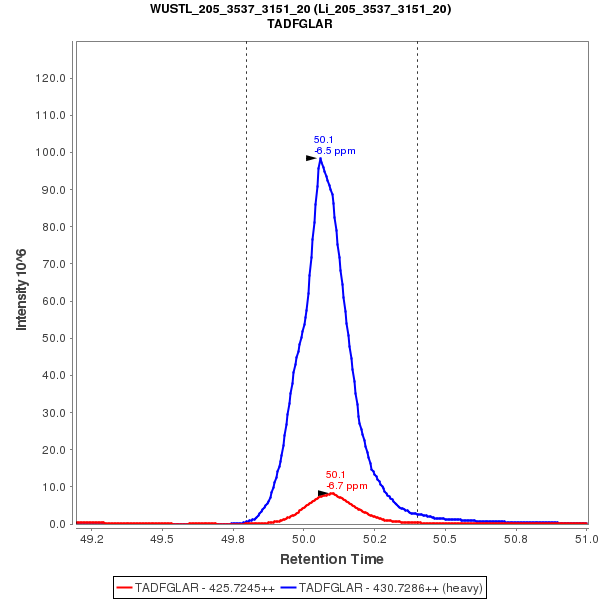 WUSTL_205_3537_3151_20 (Li_205_3537_3151_20)
TADFGLAR
120.0
110.0
100.0
90.0
80.0
70.0
60.0
50.0
40.0
30.0
20.0
10.0
0.0
Intensity 10^6
50.1
-6.5 ppm
50.1
-6.7 ppm
49.2 49.5 49.8 50.0 50.2 50.5 50.8 51.0
Retention Time
TADFGLAR - 425.7245++ TADFGLAR - 430.7286++ (heavy)